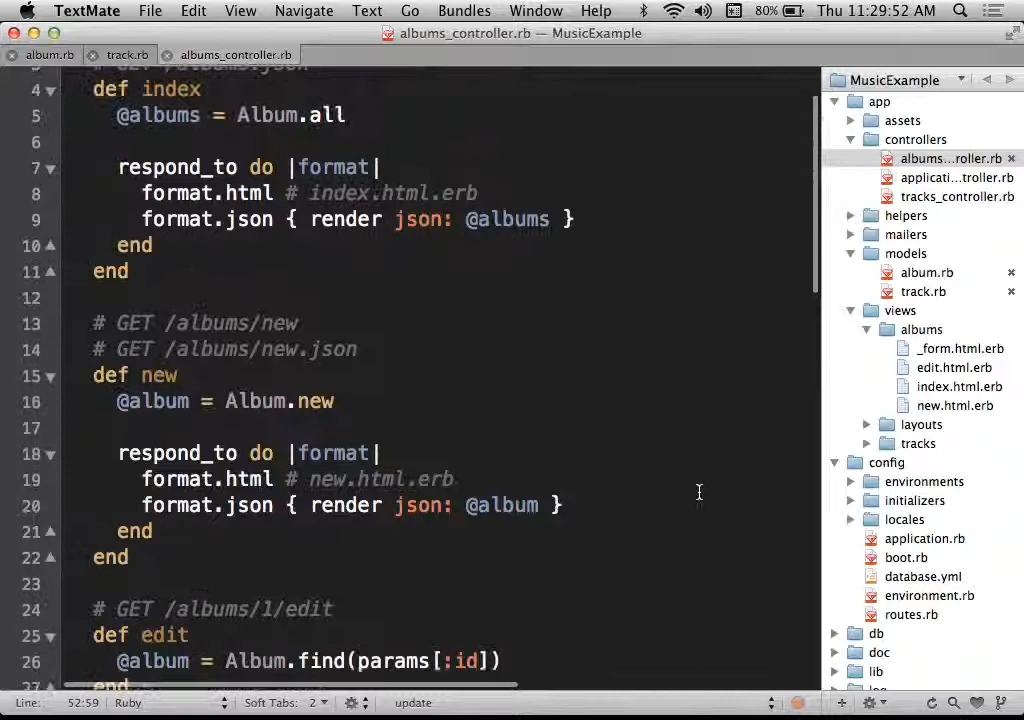 TextMate File Edit View Navigate Text Go Bundles Window Help 80% Thu 11:29:52 AM
albums_controller.rb — MusicExample
album.rb track.rb albums_controller.rb
4 def index
5 @albums = Album.all
6
7 respond_to do |format|
8 format.html # index.html.erb
9 format.json { render json: @albums }
10 end
11 end
12
13 # GET /albums/new
14 # GET /albums/new.json
15 def new
16 @album = Album.new
17
18 respond_to do |format|
19 format.html # new.html.erb
20 format.json { render json: @album }
21 end
22 end
23
24 # GET /albums/1/edit
25 def edit
26 @album = Album.find(params[:id])
MusicExample
app
assets
controllers
albums...roller.rb
applicati...troller.rb
tracks_controller.rb
helpers
mailers
models
album.rb
track.rb
views
albums
_form.html.erb
edit.html.erb
index.html.erb
new.html.erb
layouts
tracks
config
environments
initializers
locales
application.rb
boot.rb
database.yml
environment.rb
routes.rb
db
doc
lib
Line: 52:59 Ruby Soft Tabs: 2 update